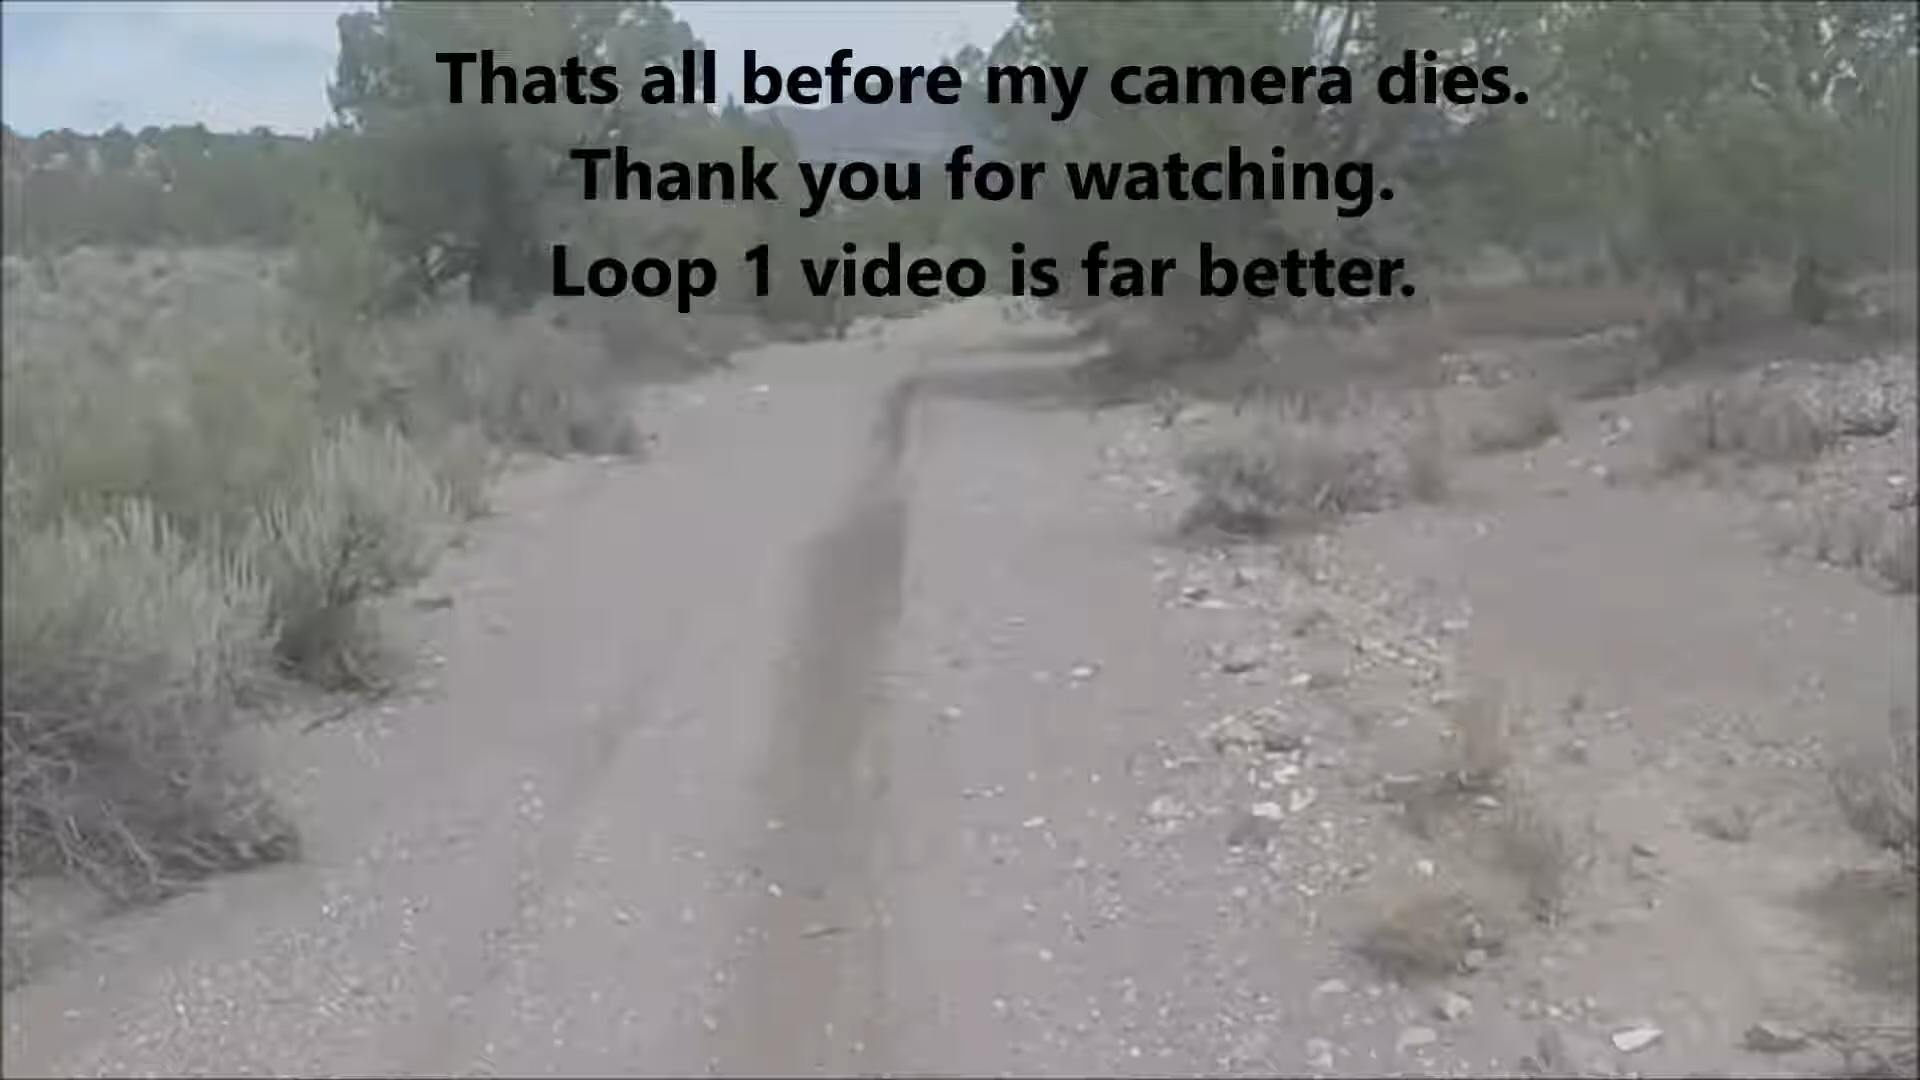 Thats all before my camera dies.
Thank you for watching.
Loop 1 video is far better.